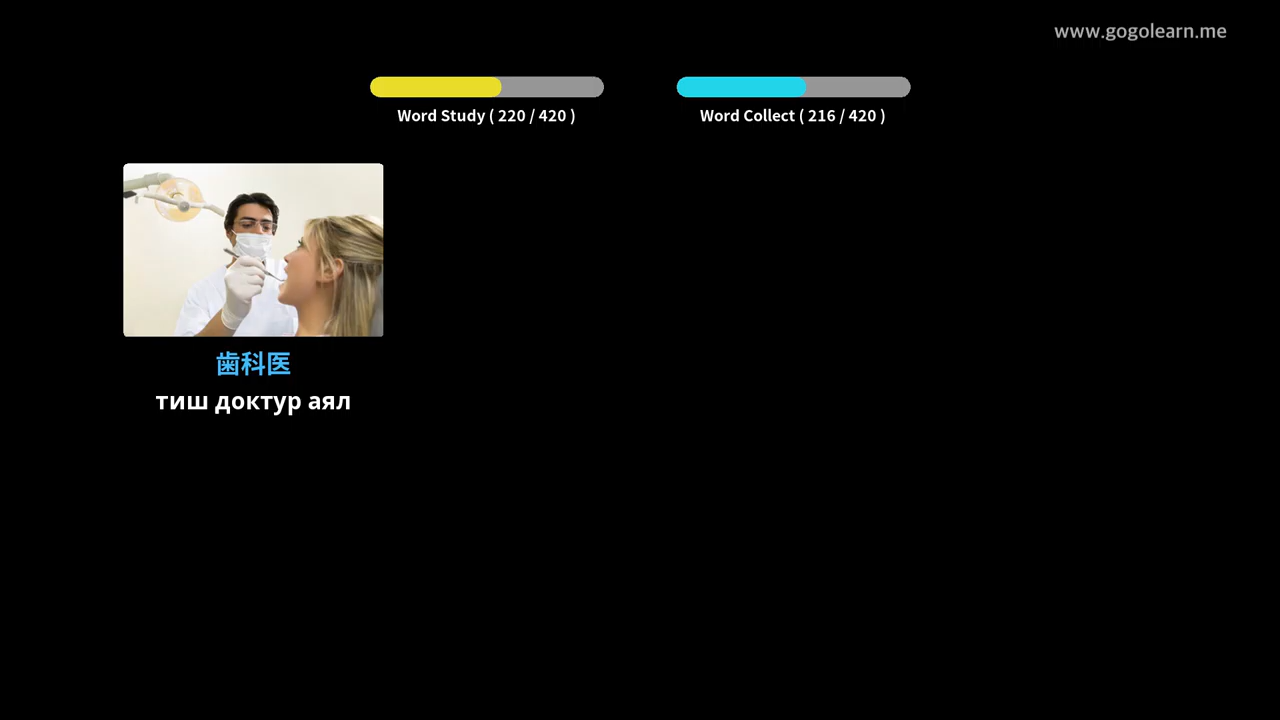 www.gogolearn.me
Word Study ( 220 / 420 )
Word Collect ( 216 / 420 )
歯科医
тиш доктур аял